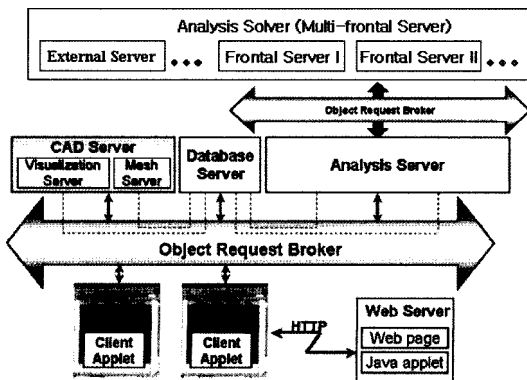 Analysis Solver (Multi-frontal Server)
External Server ••• Frontal Server I Frontal Server II •••
Object Request Broker
CAD Server
Visualization Server
Mesh Server
Database Server
Analysis Server
Object Request Broker
Client Applet
Client Applet
HTTP
Web Server
Web page
Java applet